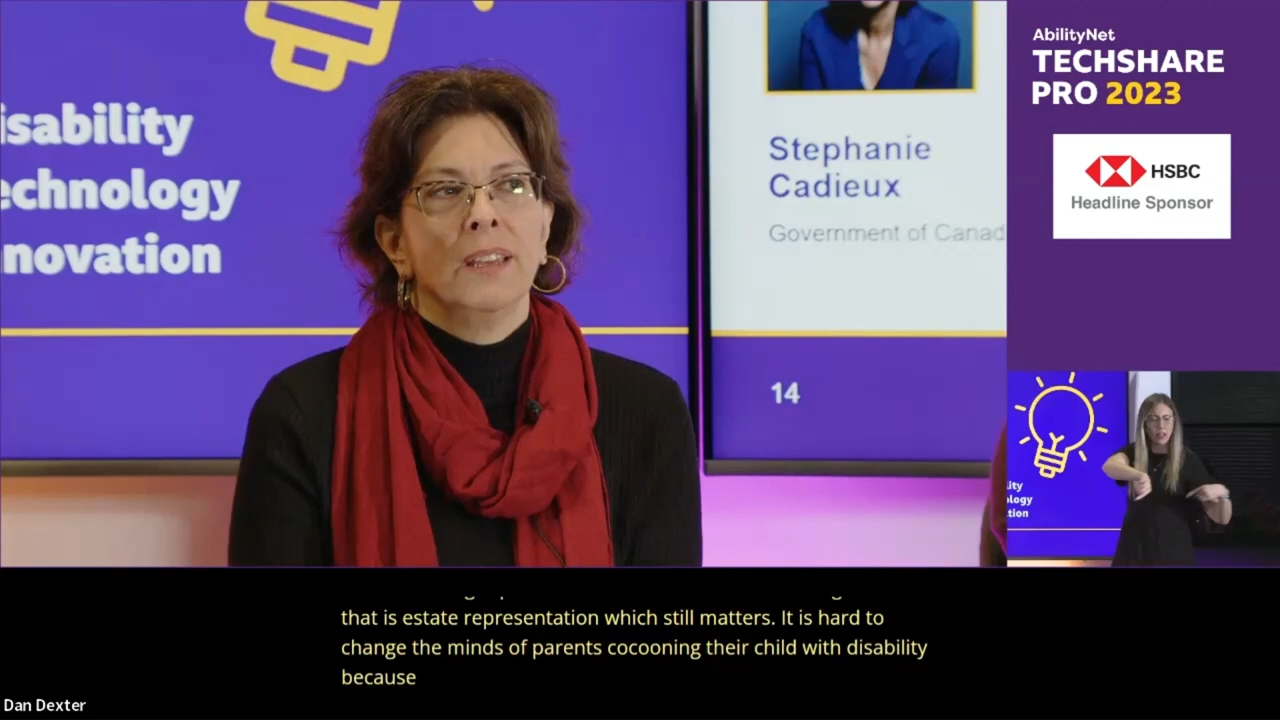 isability
echnology
novation
Stephanie
Cadieux
Government of Canad
14
AbilityNet
TECHSHARE
PRO 2023
HSBC
Headline Sponsor
lity
ology
tion
that is estate representation which still matters. It is hard to
change the minds of parents cocooning their child with disability
because
Dan Dexter